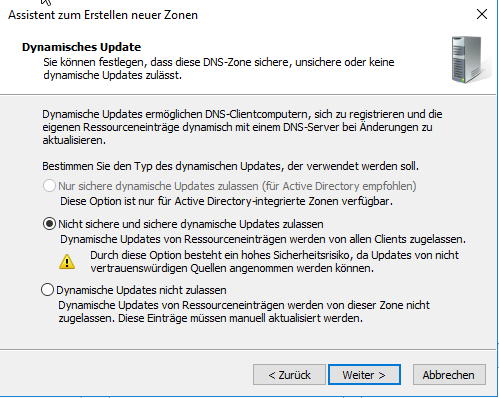 Assistent zum Erstellen neuer Zonen
Dynamisches Update
Sie können festlegen, dass diese DNS-Zone sichere, unsichere oder keine
dynamische Updates zulässt.
Dynamische Updates ermöglichen DNS-Clientcomputern, sich zu registrieren und die
eigenen Ressourceneinträge dynamisch mit einem DNS-Server bei Änderungen zu
aktualisieren.
Bestimmen Sie den Typ des dynamischen Updates, der verwendet werden soll.
Nur sichere dynamische Updates zulassen (für Active Directory empfohlen)
Diese Option ist nur für Active Directory-integrierte Zonen verfügbar.
Nicht sichere und sichere dynamische Updates zulassen
Dynamische Updates von Ressourceneinträgen werden von allen Clients zugelassen.
Durch diese Option besteht ein hohes Sicherheitsrisiko, da Updates von nicht
vertrauenswürdigen Quellen angenommen werden können.
Dynamische Updates nicht zulassen
Dynamische Updates von Ressourceneinträgen werden von dieser Zone nicht
zugelassen. Diese Einträge müssen manuell aktualisiert werden.
< Zurück
Weiter >
Abbrechen